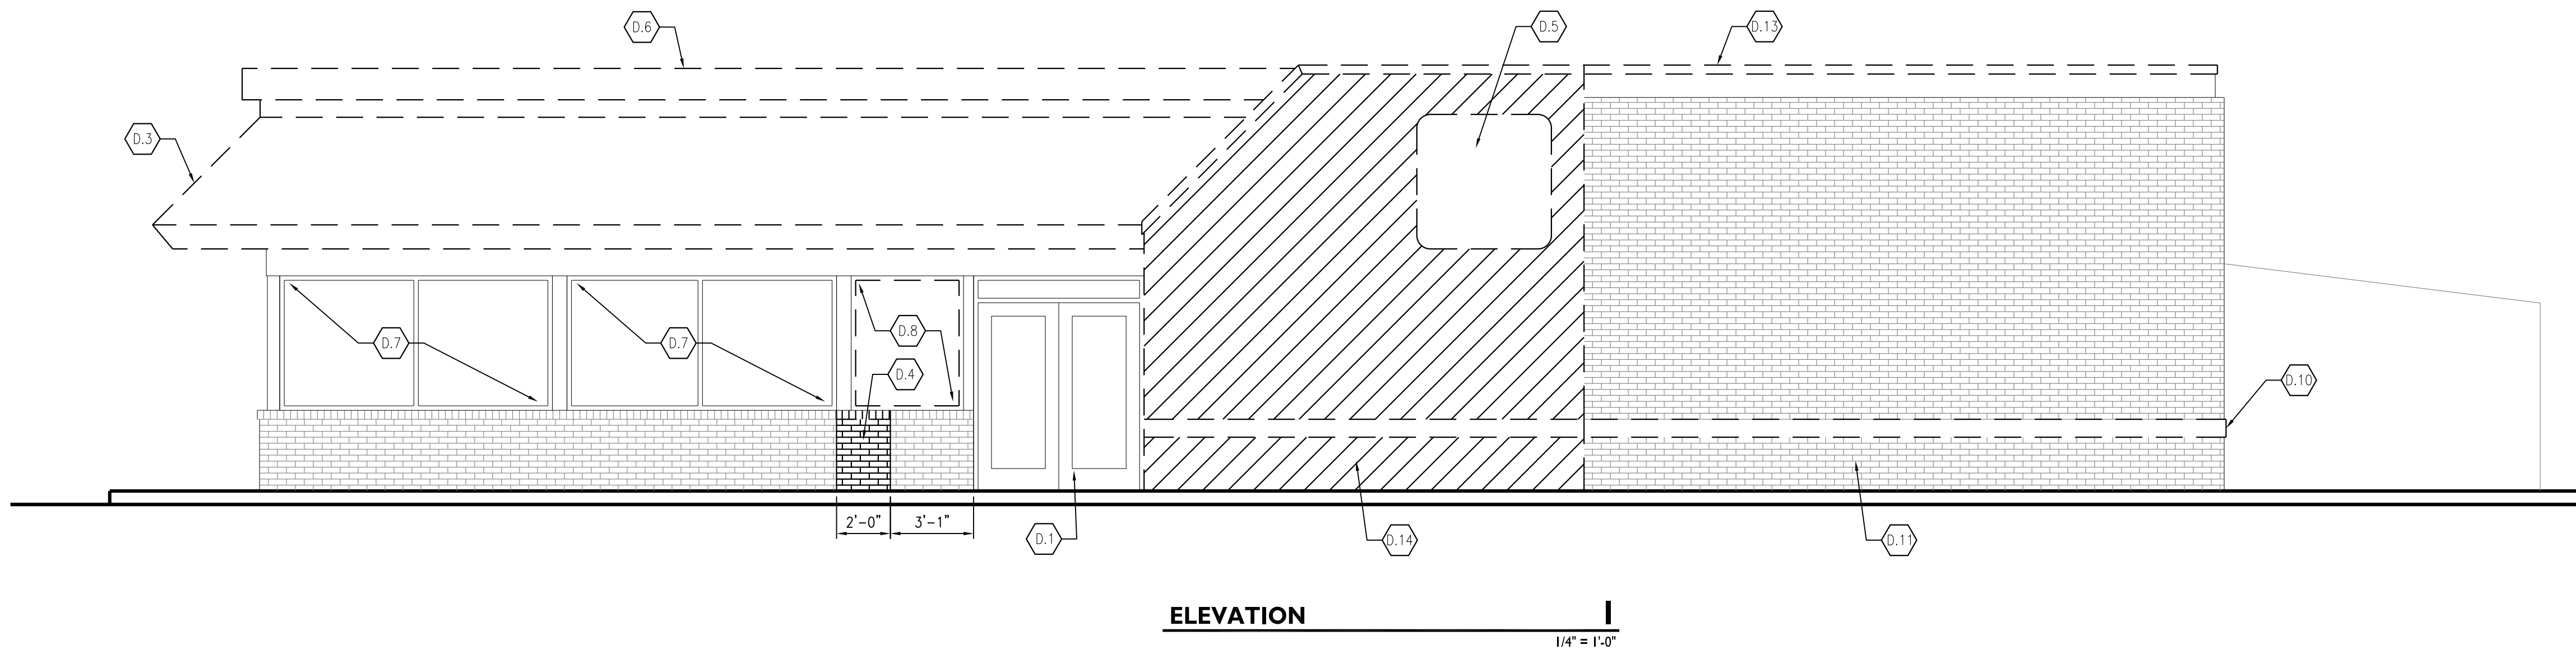 D.6
D.5
D.13
D.3
D.8
D.7
D.7
D.4
D.10
2'-0"
3'-1"
D.1
D.14
D.11
ELEVATION 1
1/4" = 1'-0"